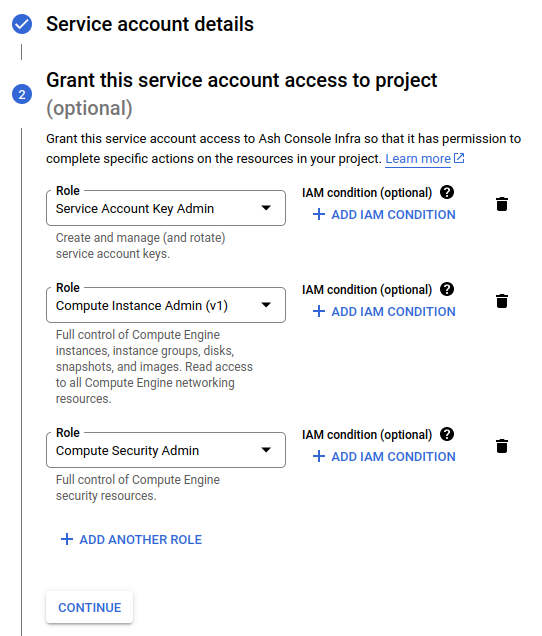 Service account details
2
Grant this service account access to project
(optional)
Grant this service account access to Ash Console Infra so that it has permission to
complete specific actions on the resources in your project. Learn more
Role
Service Account Key Admin
IAM condition (optional) ?
+ ADD IAM CONDITION
Create and manage (and rotate)
service account keys.
Role
Compute Instance Admin (v1)
IAM condition (optional) ?
+ ADD IAM CONDITION
Full control of Compute Engine
instances, instance groups, disks,
snapshots, and images. Read access
to all Compute Engine networking
resources.
Role
Compute Security Admin
IAM condition (optional) ?
+ ADD IAM CONDITION
Full control of Compute Engine
security resources.
+ ADD ANOTHER ROLE
CONTINUE